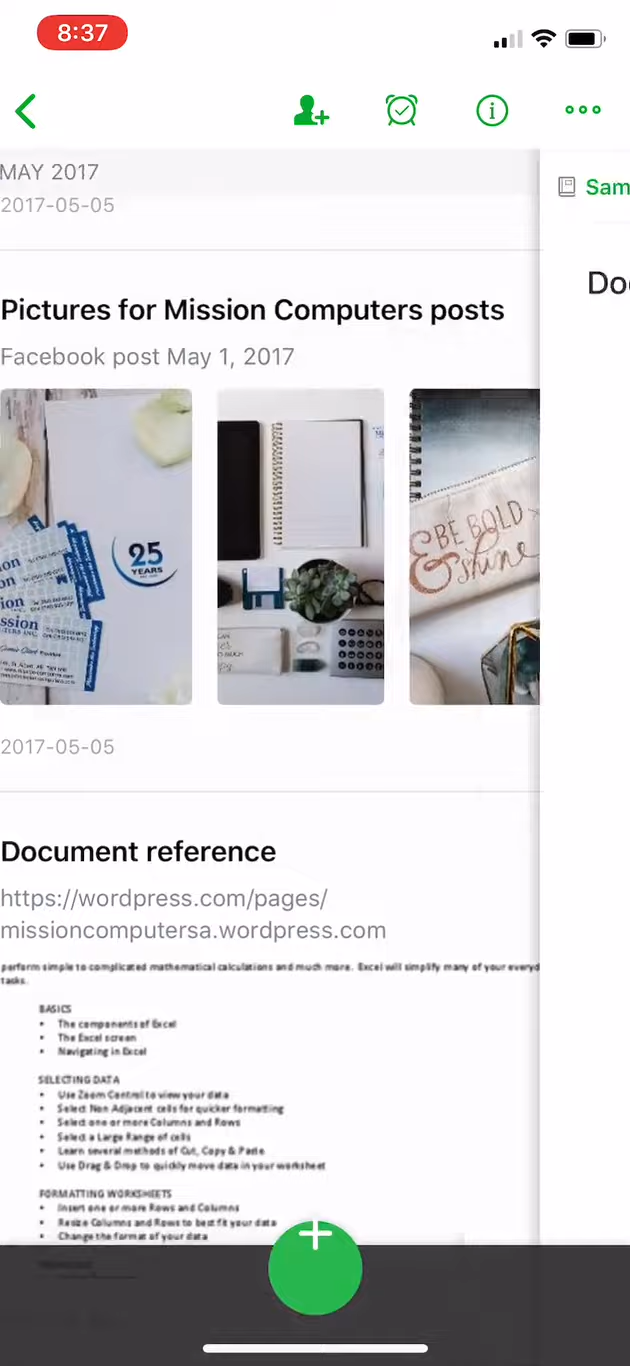 8:37
MAY 2017
2017-05-05
Sam
Do
Pictures for Mission Computers posts
Facebook post May 1, 2017
25
YEARS
BE BOLD
& shine
2017-05-05
Document reference
https://wordpress.com/pages/
missioncomputersa.wordpress.com
perform simple to complicated mathematical calculations and much more. Excel will simplify many of your everyd
tasks.
BASICS
• The components of Excel
• The Excel screen
• Navigating in Excel
SELECTING DATA
• Use Zoom Control to view your data
• Select Non Adjacent cells for quicker formatting
• Select one or more Columns and Rows
• Select a Large Range of cells
• Learn several methods of Cut, Copy & Paste
• Use Drag & Drop to quickly move data in your worksheet
FORMATTING WORKSHEETS
• Insert one or more Rows and Columns
• Resize Columns and Rows to best fit your data
• Change the format of your data